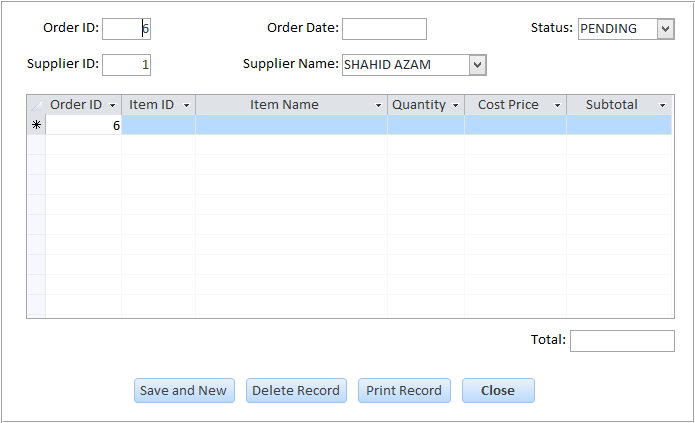 Order ID: 6 Order Date: Status: PENDING
Supplier ID: 1 Supplier Name: SHAHID AZAM
Order ID Item ID Item Name Quantity Cost Price Subtotal
6
Total:
Save and New Delete Record Print Record Close